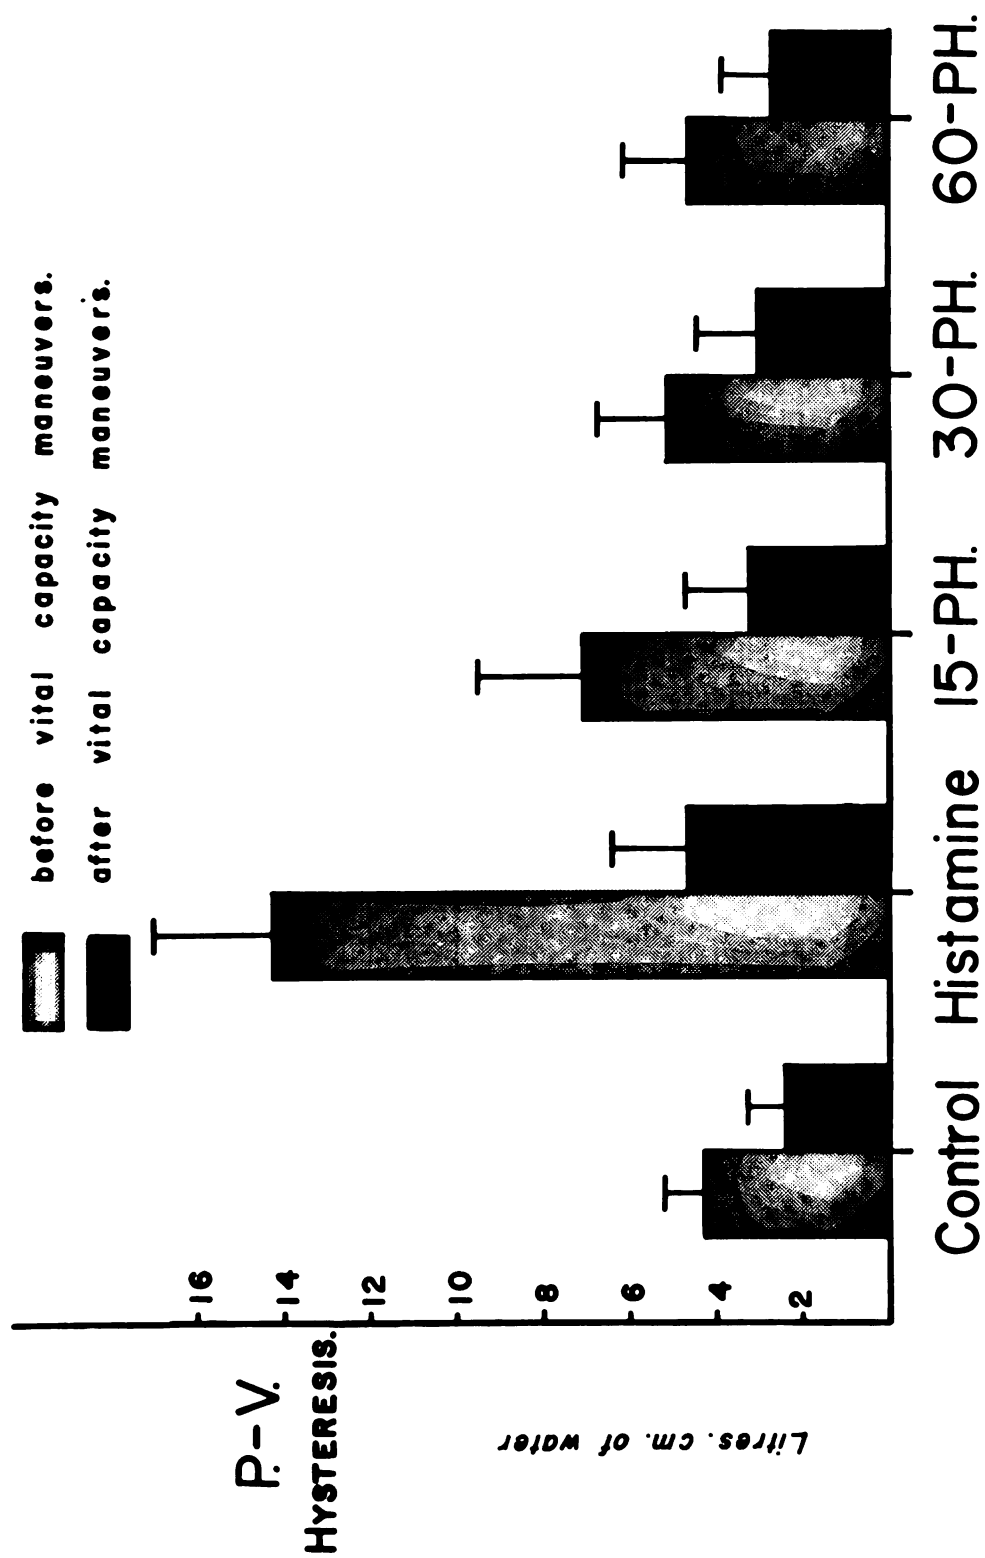 before vital capacity maneuvers.
after vital capacity maneuver's.
P.-V.
HYSTERESIS.
Litres. cm. of water
16
14
12
10
8
6
4
2
Control Histamine 15-PH. 30-PH. 60-PH.